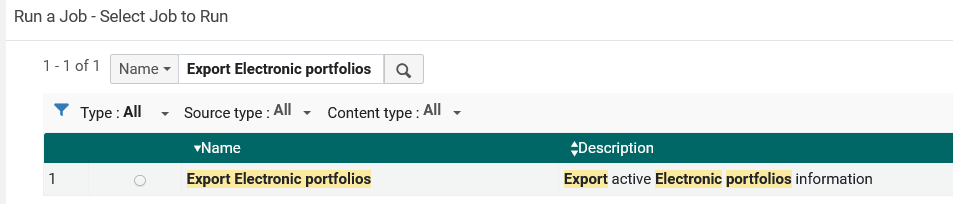 Run a Job - Select Job to Run
1 - 1 of 1 Name Export Electronic portfolios
Type : All Source type : All Content type : All
Name Description
1 Export Electronic portfolios Export active Electronic portfolios information